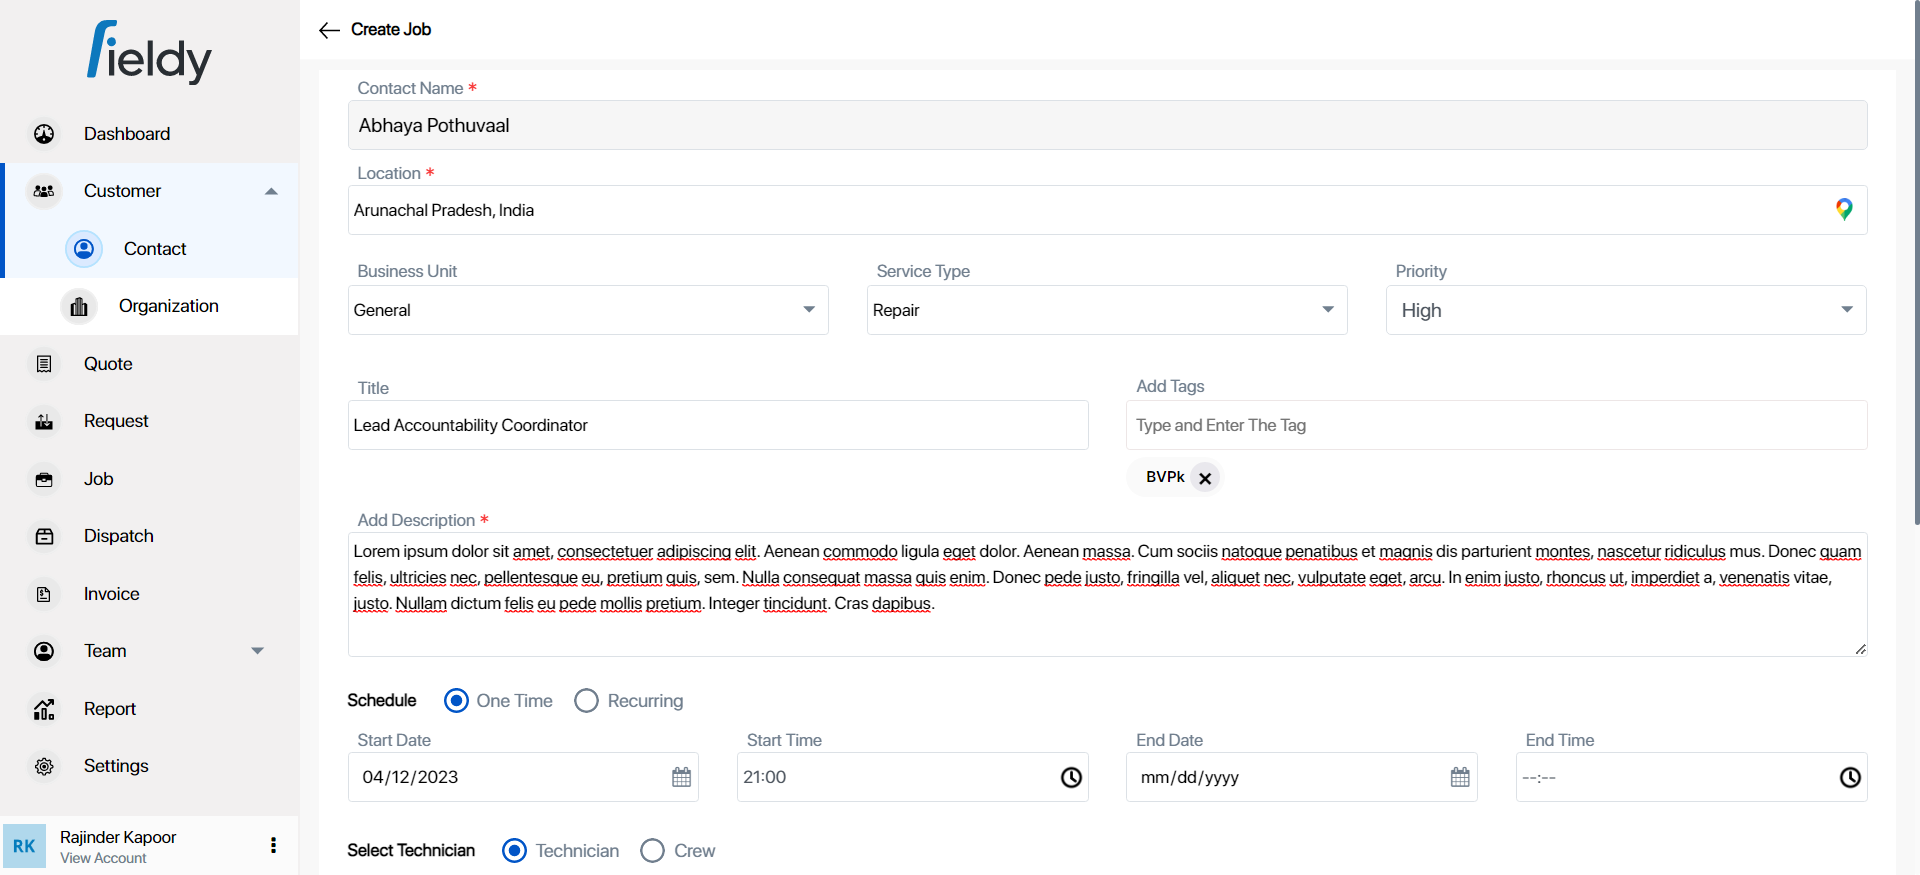 fieldy
Dashboard
Customer
Contact
Organization
Quote
Request
Job
Dispatch
Invoice
Team
Report
Settings
RK
Rajinder Kapoor
View Account
Create Job
Contact Name *
Abhaya Pothuvaal
Location *
Arunachal Pradesh, India
Business Unit Service Type Priority
General Repair High
Title Add Tags
Lead Accountability Coordinator Type and Enter The Tag
BVPk
Add Description *
Lorem ipsum dolor sit amet, consectetuer adipiscing elit. Aenean commodo ligula eget dolor. Aenean massa. Cum sociis natoque penatibus et magnis dis parturient montes, nascetur ridiculus mus. Donec quam
felis, ultricies nec, pellentesque eu, pretium quis, sem. Nulla consequat massa quis enim. Donec pede justo, fringilla vel, aliquet nec, vulputate eget, arcu. In enim justo, rhoncus ut, imperdiet a, venenatis vitae,
justo. Nullam dictum felis eu pede mollis pretium. Integer tincidunt. Cras dapibus.
Schedule One Time Recurring
Start Date Start Time End Date End Time
04/12/2023 21:00 mm/dd/yyyy --:--
Select Technician Technician Crew